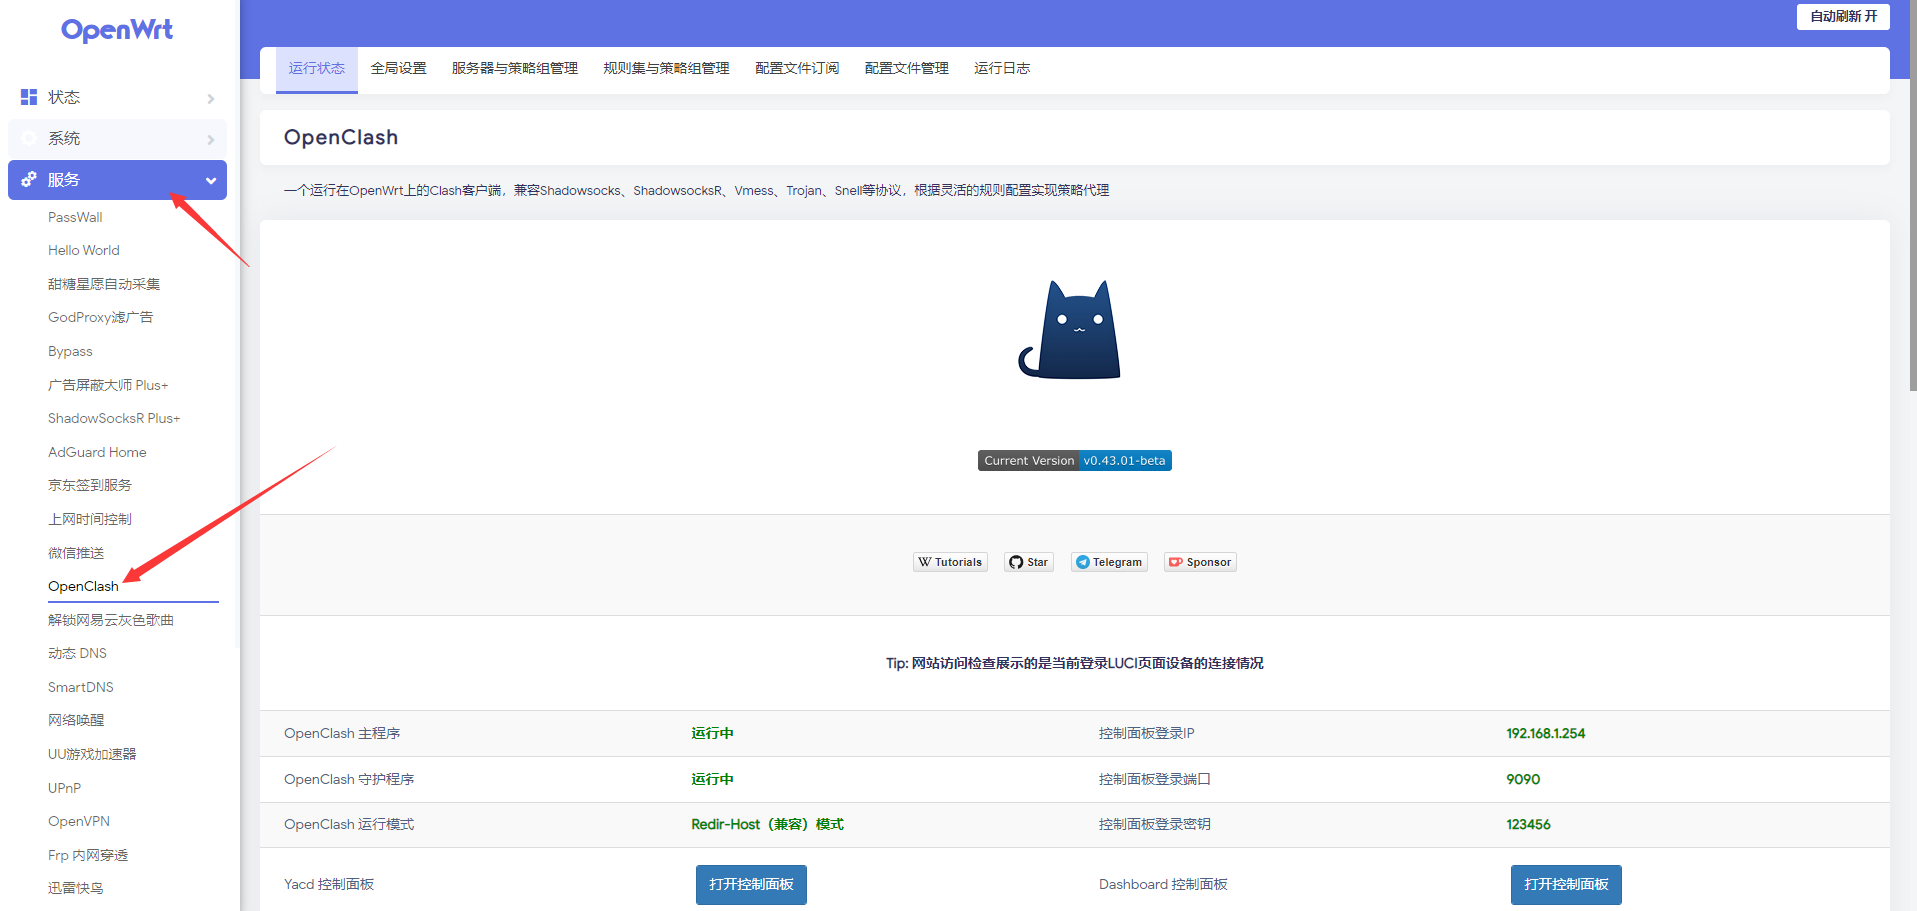 OpenWrt
状态
系统
服务
PassWall
Hello World
甜糖星愿自动采集
GodProxy滤广告
Bypass
广告屏蔽大师 Plus+
ShadowSocksR Plus+
AdGuard Home
京东签到服务
上网时间控制
微信推送
OpenClash
解锁网易云灰色歌曲
动态 DNS
SmartDNS
网络唤醒
UU游戏加速器
UPnP
OpenVPN
Frp 内网穿透
迅雷快鸟
自动刷新 开
运行状态 全局设置 服务器与策略组管理 规则集与策略组管理 配置文件订阅 配置文件管理 运行日志
OpenClash
一个运行在OpenWrt上的Clash客户端，兼容Shadowsocks、ShadowsocksR、Vmess、Trojan、Snell等协议，根据灵活的规则配置实现策略代理
Current Version v0.43.01-beta
W Tutorials Star Telegram Sponsor
Tip: 网站访问检查展示的是当前登录LUCI页面设备的连接情况
OpenClash 主程序 运行中 控制面板登录IP 192.168.1.254
OpenClash 守护程序 运行中 控制面板登录端口 9090
OpenClash 运行模式 Redir-Host（兼容）模式 控制面板登录密钥 123456
Yacd 控制面板 打开控制面板 Dashboard 控制面板 打开控制面板